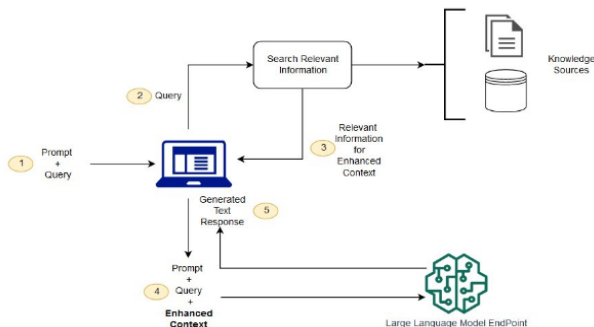 Search Relevant
Information
Knowledge
Sources
2
Query
1
Prompt
+
Query
3
Relevant
Information
for
Enhanced
Context
Generated
Text
Response
5
4
Prompt
+
Query
+
Enhanced
Context
Large Language Model EndPoint